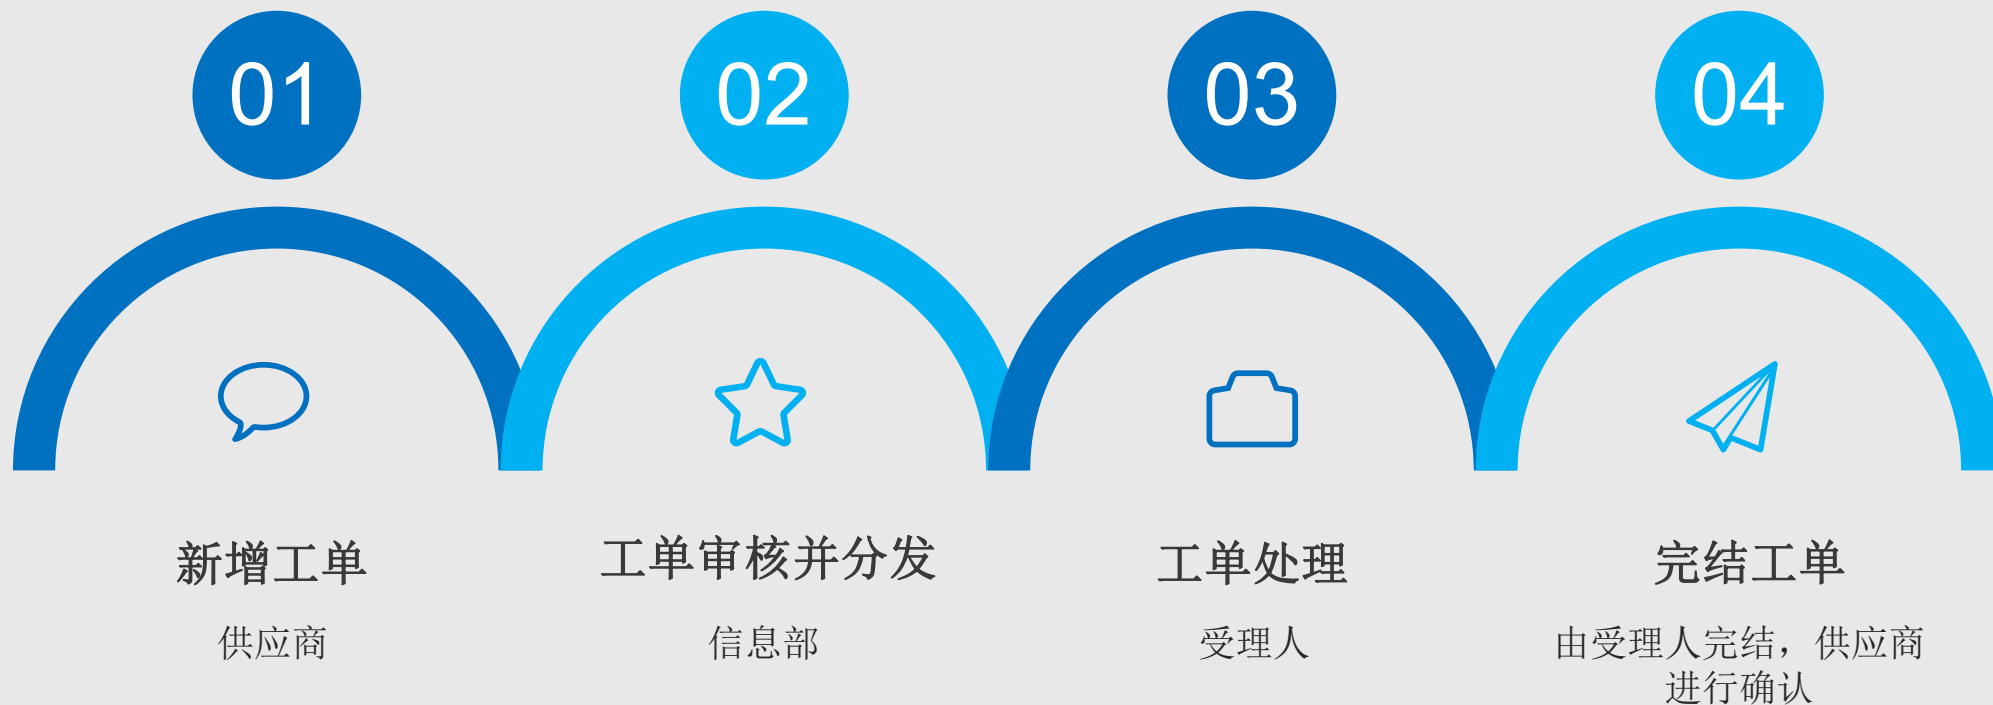 01
02
03
04
新增工单
工单审核并分发
工单处理
完结工单
供应商
信息部
受理人
由受理人完结，供应商
进行确认